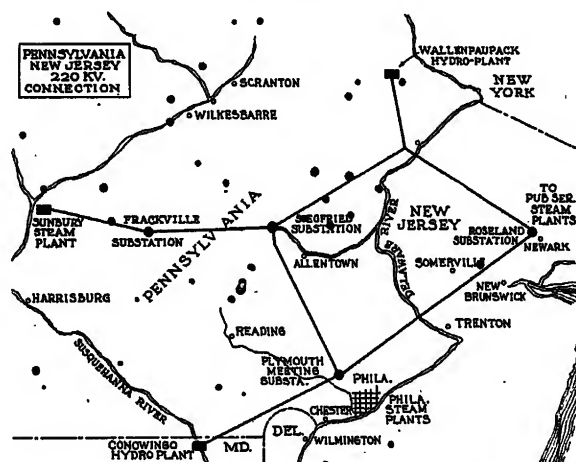 PENNSYLVANIA
NEW JERSEY
220 KV.
CONNECTION
WALLENPAUPACK
HYDRO-PLANT
NEW
YORK
SCRANTON
WILKESBARRE
SUNBURY
STEAM
PLANT
FRACKVILLE
SUBSTATION
PENNSYLVANIA
SIEGFRIED
SUBSTATION
ALLENTOWN
NEW
JERSEY
DELAWARE
RIVER
TO
PUB SER.
STEAM
PLANTS
ROSELAND
SUBSTATION
NEWARK
SOMERVILLE
NEW
BRUNSWICK
HARRISBURG
SUSQUEHANNA
RIVER
READING
TRENTON
PLYMOUTH
MEETING
SUBSTA.
PHILA.
PHILA.
STEAM
PLANTS
CHESTER
CONOWINGO
HYDRO PLANT
MD.
DEL.
WILMINGTON